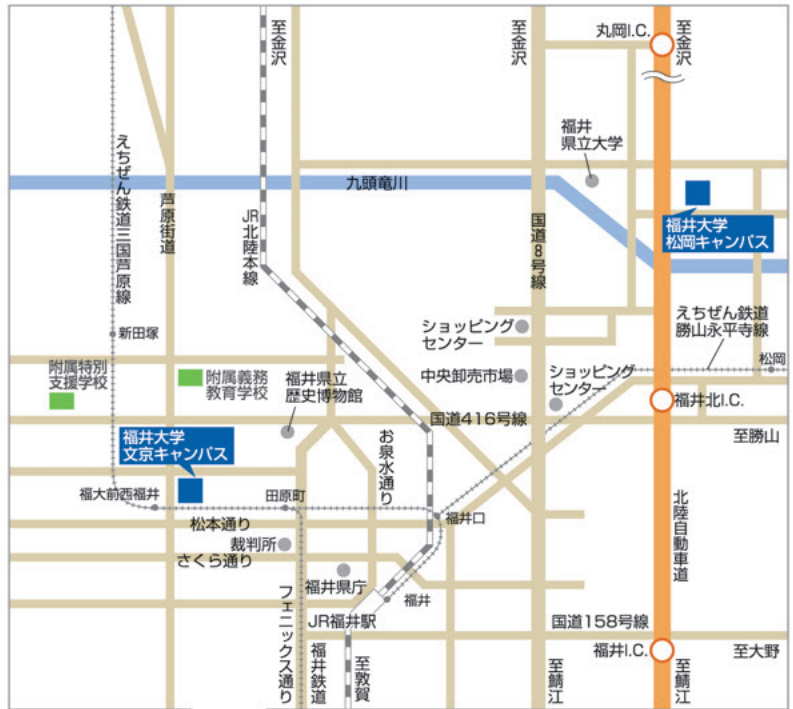 至金沢
至金沢
丸岡I.C.
至金沢
福井
県立大学
えちぜん鉄道三国芦原線
芦原街道
九頭竜川
JR北陸本線
国道8号線
福井大学
松岡キャンパス
ショッピング
センター
えちぜん鉄道
勝山永平寺線
新田塚
松岡
附属特別
支援学校
附属義務
教育学校
福井県立
歴史博物館
中央卸売市場
ショッピング
センター
国道416号線
福井北I.C.
至勝山
福井大学
文京キャンパス
お泉水通り
福大前西福井
田原町
松本通り
福井口
北陸自動車道
裁判所
さくら通り
福井県庁
福井
フェニックス通り
JR福井駅
国道158号線
福井鉄道
至敦賀
福井I.C.
至大野
至鯖江
至鯖江